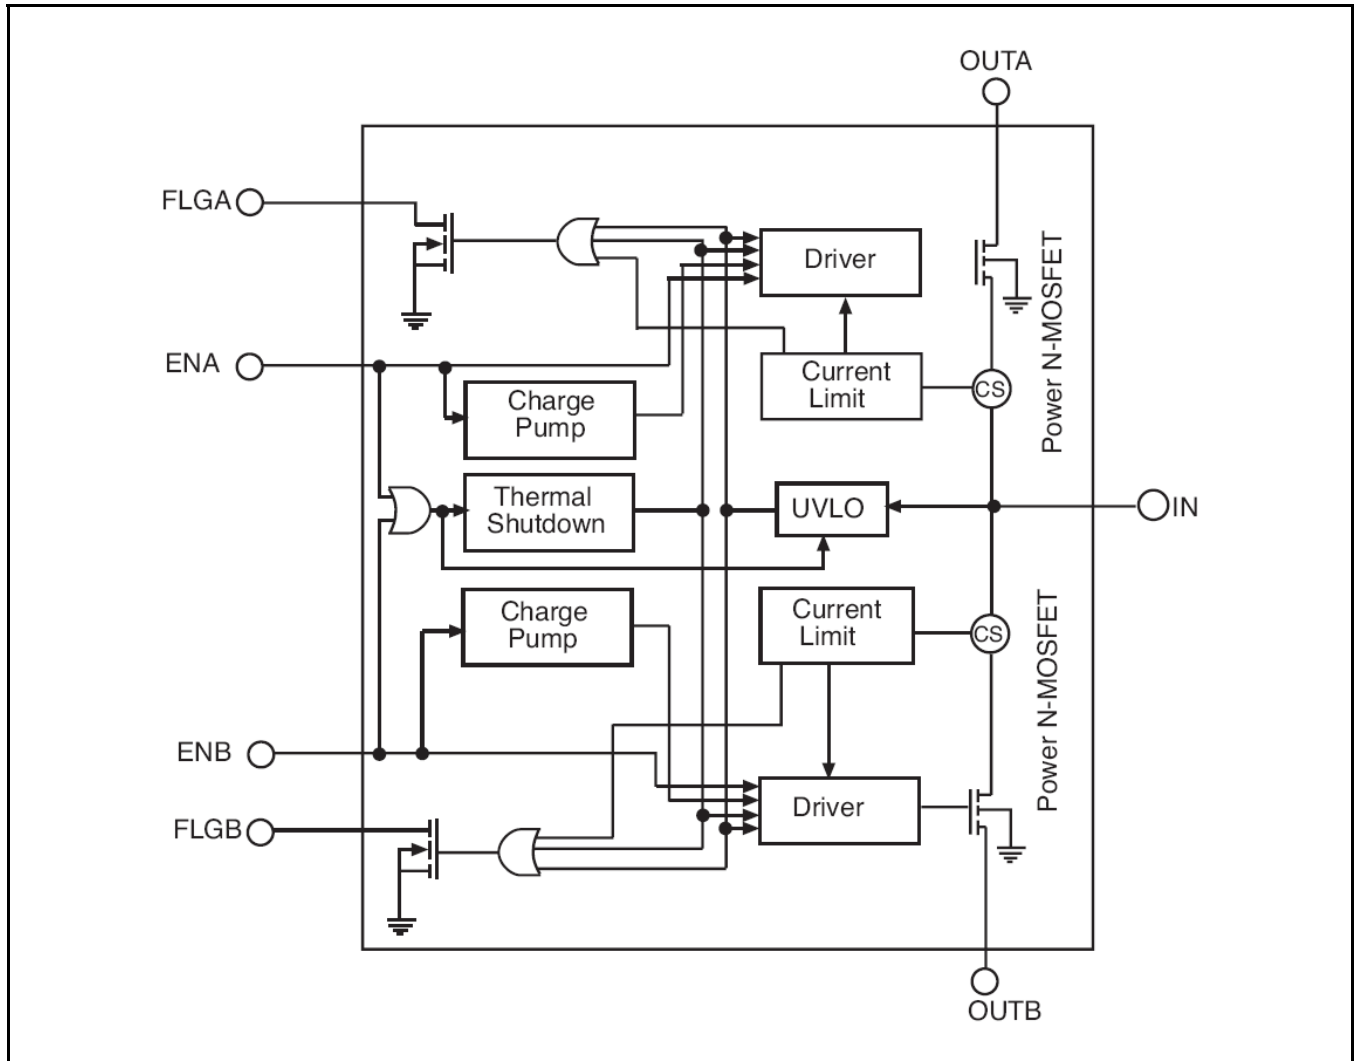 OUTA
FLGA
Driver
Power N-MOSFET
ENA
Current
Limit
CS
Charge
Pump
Thermal
Shutdown
UVLO
IN
Charge
Pump
Current
Limit
CS
Power N-MOSFET
ENB
Driver
FLGB
OUTB